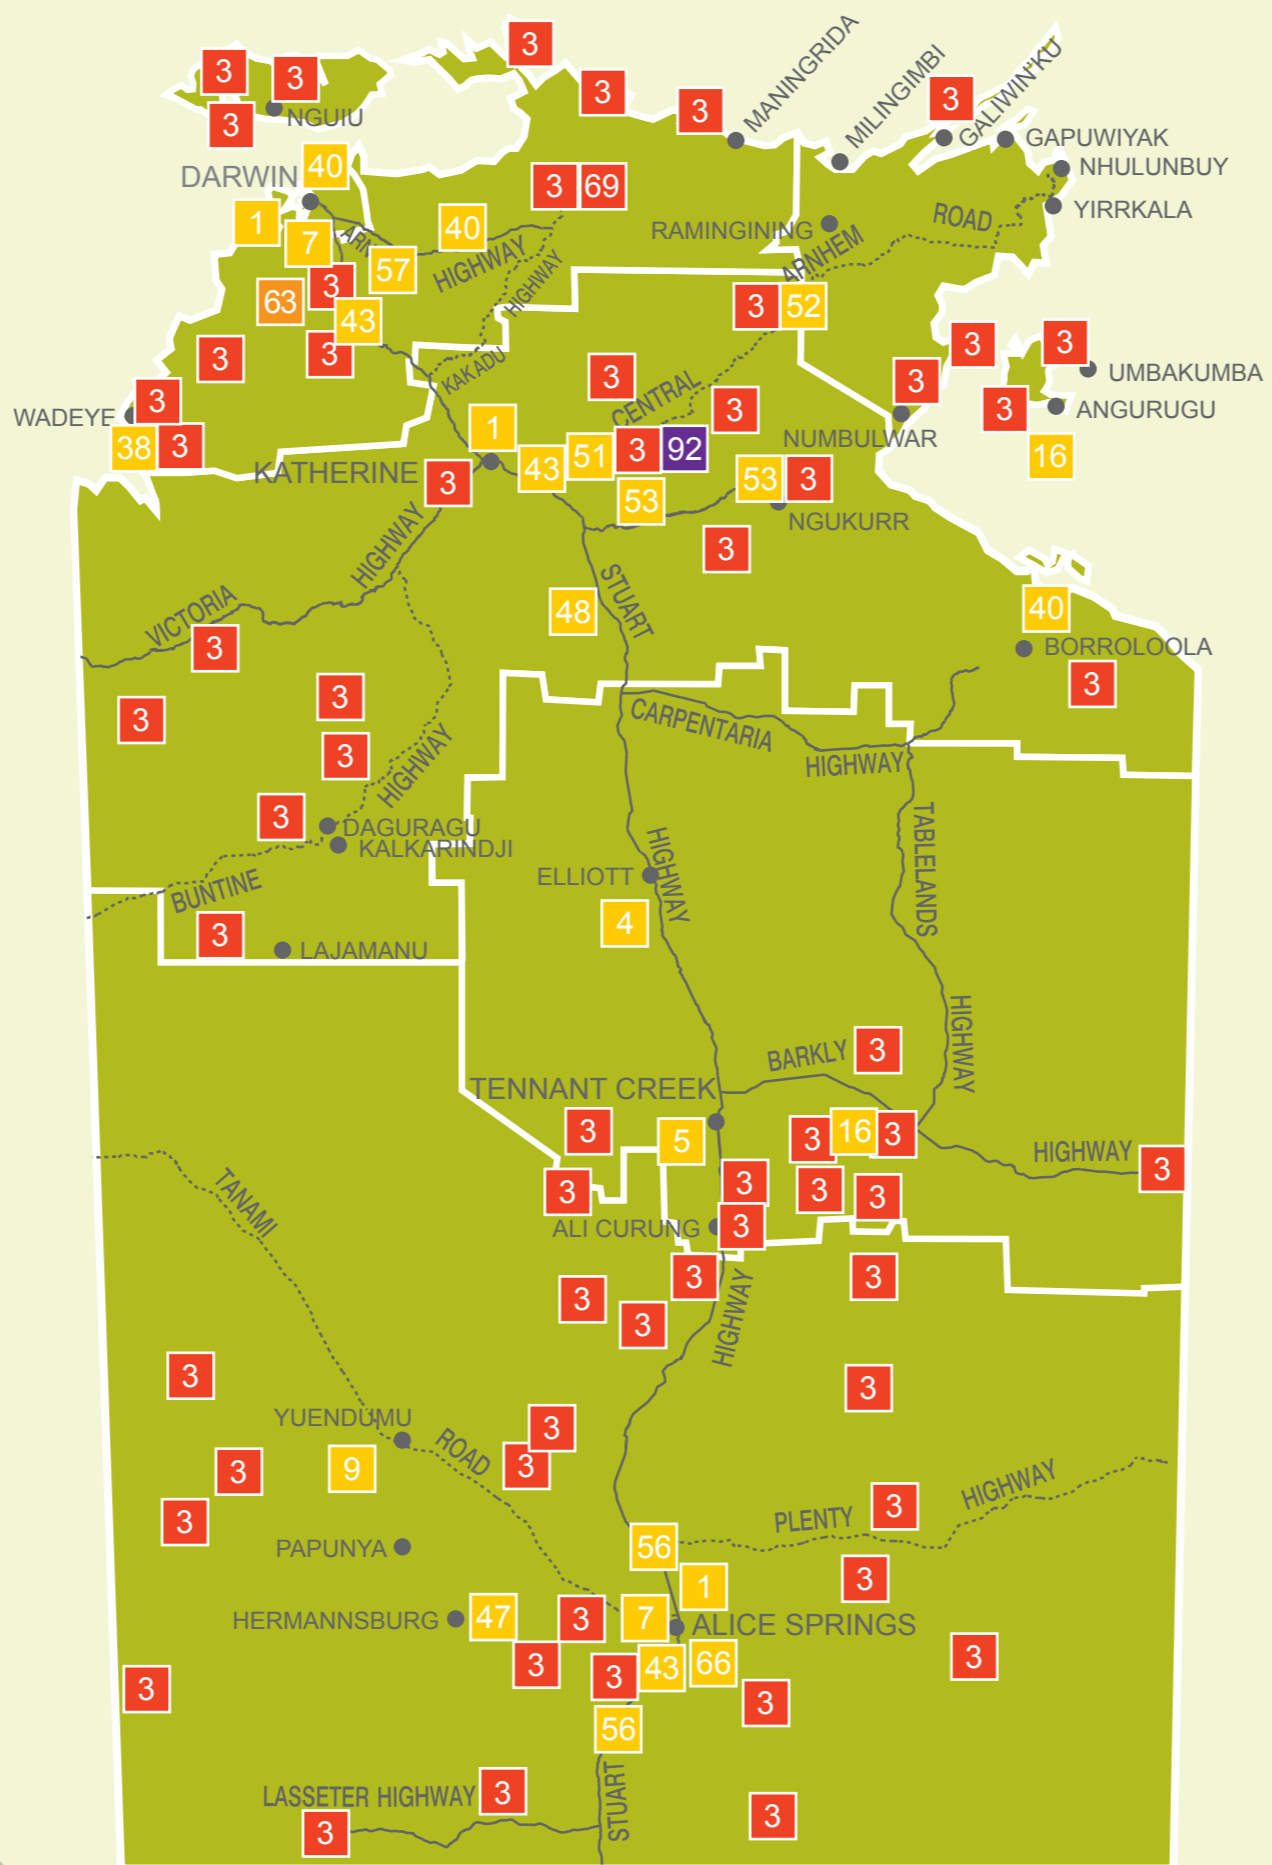 3
3
3
3
3
3
3
NGUIU
MANINGRIDA
MILINGIMBI
GALIWIN'KU
GAPUWIYAK
NHULUNBUY
YIRRKALA
40
DARWIN
3 69
1
7
ARN
57
40
HIGHWAY
HIGHWAY
RAMINGINING
ARNHEM
ROAD
63
3
43
3
3
3 52
3
3
3
UMBAKUMBA
3
ANGURUGU
16
NUMBULWAR
WADEYE
3
38
3
KAKADU
3
CENTRAL
3
1
KATHERINE
3
43
51
3
92
53
53
3
NGUKURR
3
HIGHWAY
VICTORIA
3
48
STUART
40
BORROLOOLA
3
3
3
3
CARPENTARIA
HIGHWAY
HIGHWAY
3
DAGURAGU
KALKARINDJI
BUNTINE
3
LAJAMANU
ELLIOTT
HIGHWAY
4
TABLELANDS
HIGHWAY
BARKLY
3
TENNANT CREEK
3
5
3
16
3
HIGHWAY
3
3
3
3
3
ALI CURUNG
3
TANAMI
3
3
3
3
HIGHWAY
3
3
YUENDUMU
3
ROAD
3
3
9
3
3
PLENTY
HIGHWAY
PAPUNYA
56
1
3
HERMANNSBURG
47
3
7
ALICE SPRINGS
3
3
43
66
3
3
3
56
LASSETER HIGHWAY
3
3
STUART
3